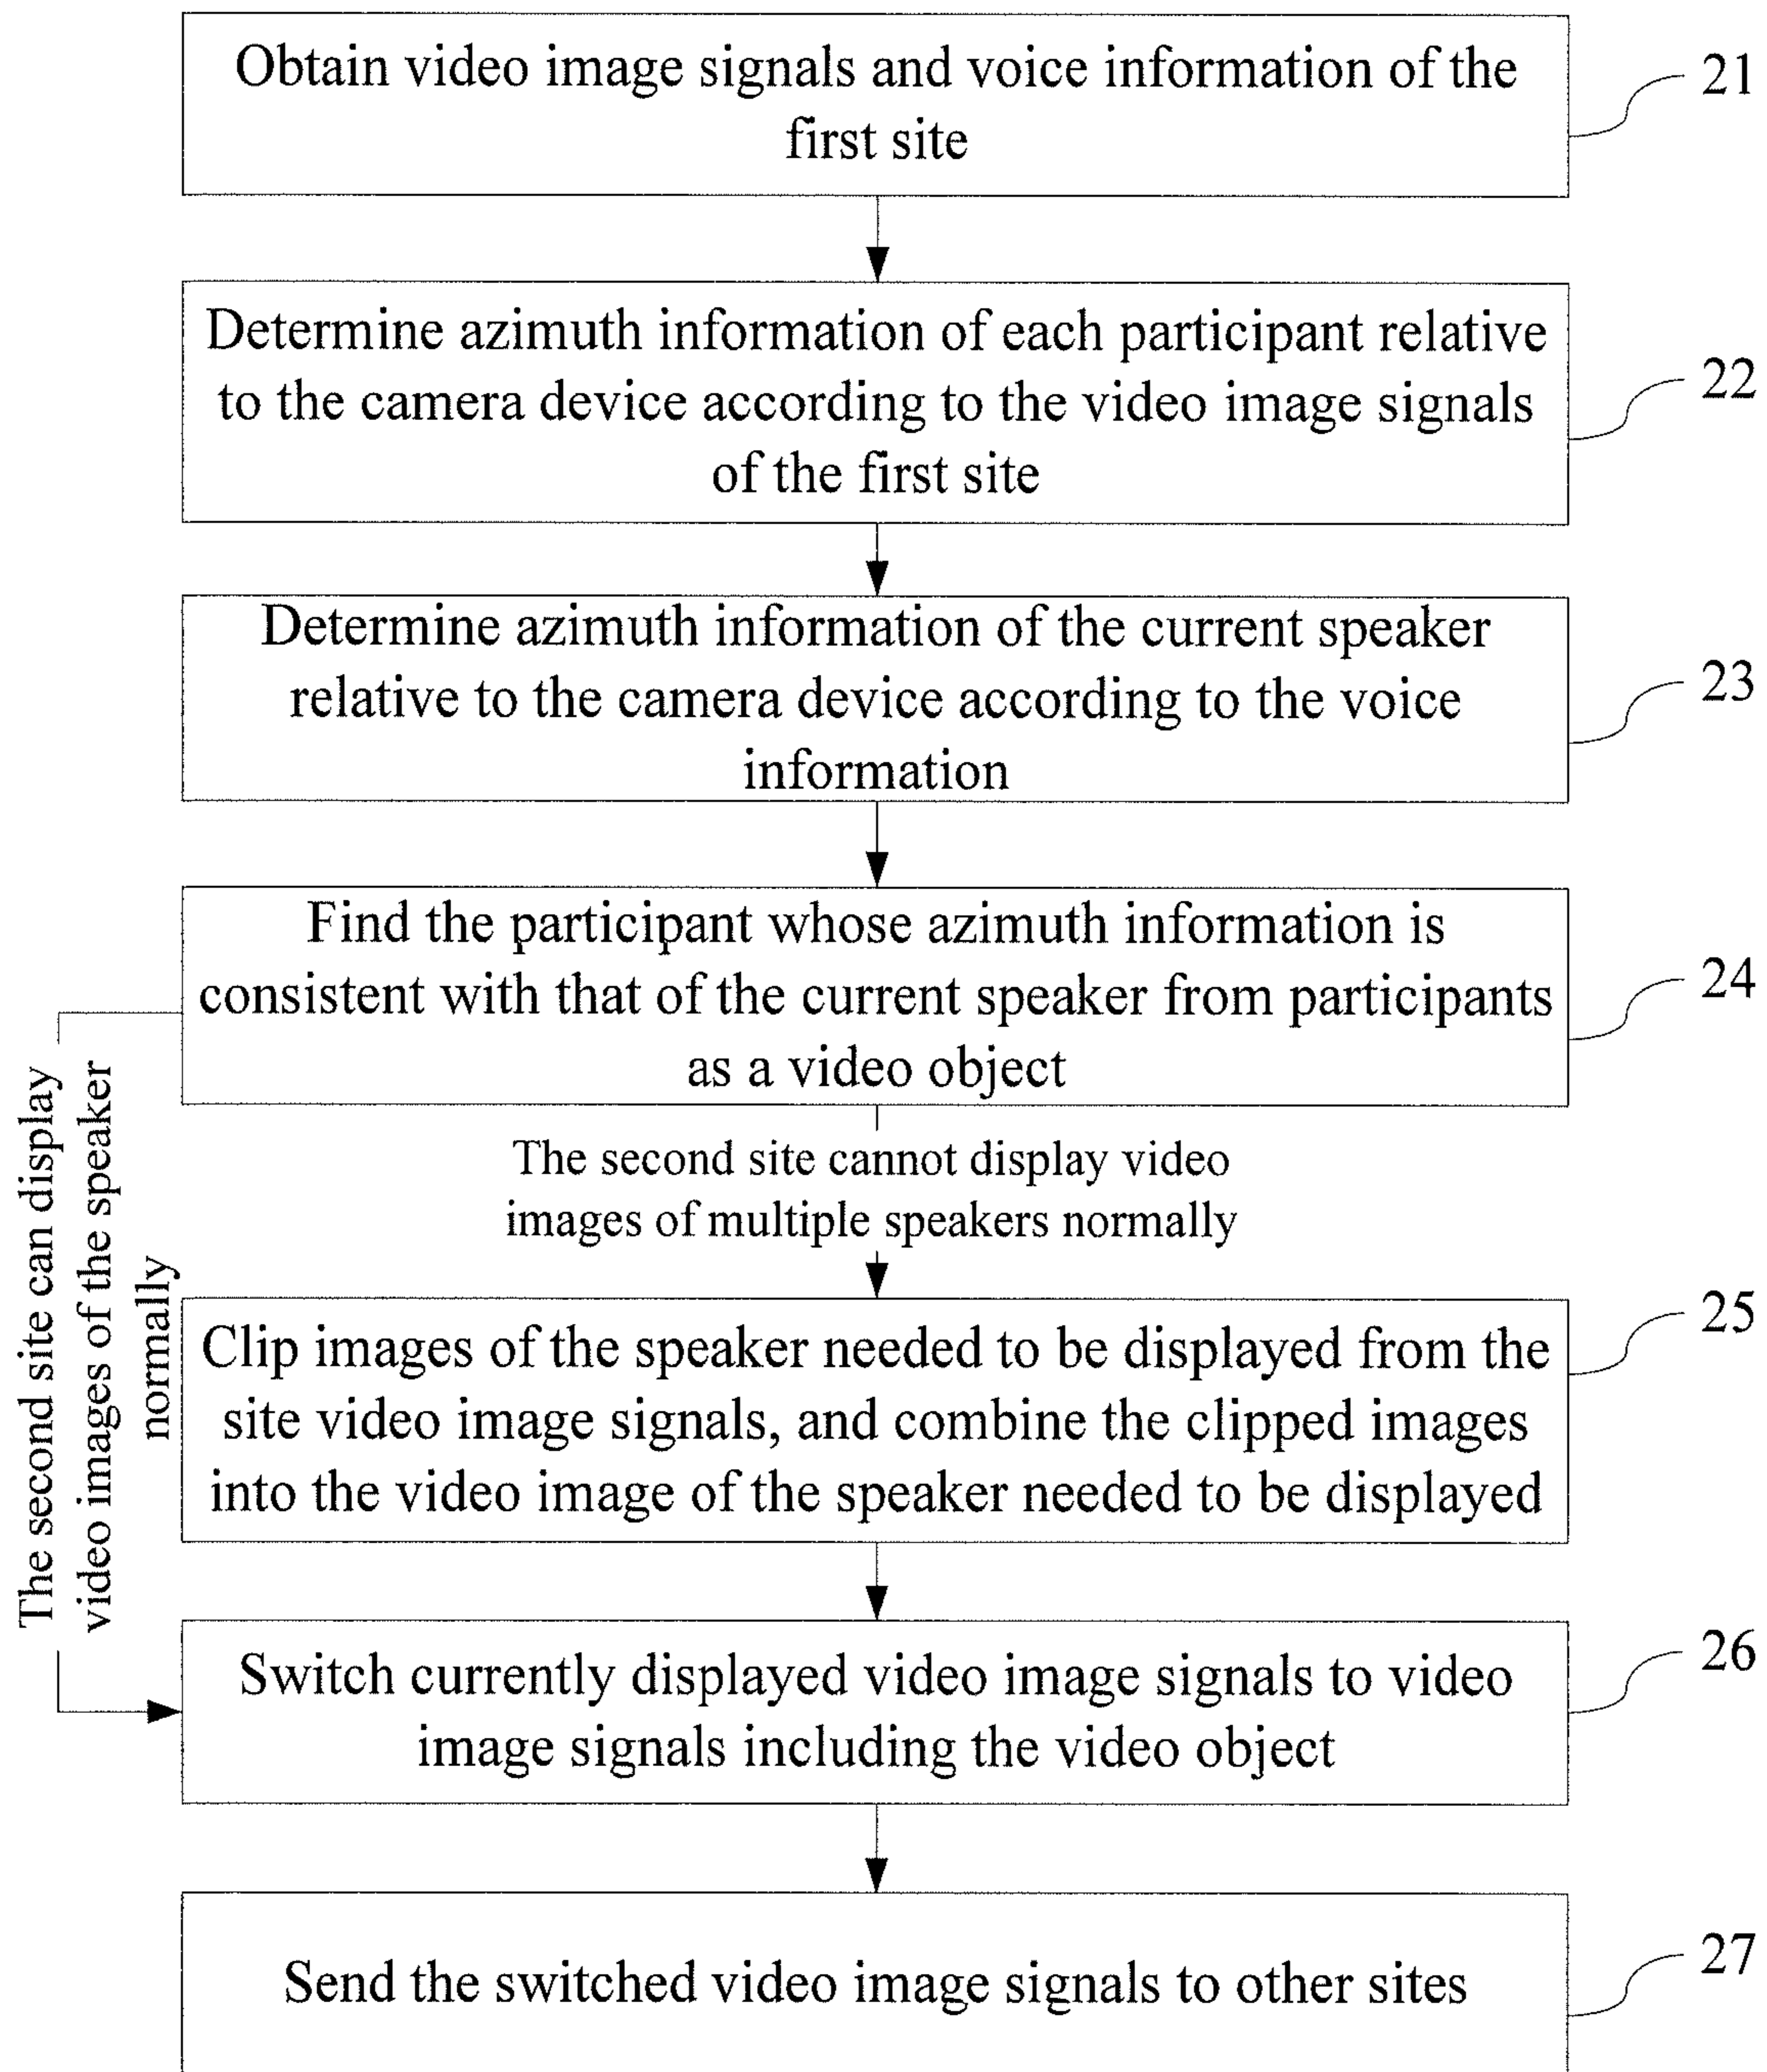 Obtain video image signals and voice information of the
first site
21
Determine azimuth information of each participant relative
to the camera device according to the video image signals
of the first site
22
Determine azimuth information of the current speaker
relative to the camera device according to the voice
information
23
Find the participant whose azimuth information is
consistent with that of the current speaker from participants
as a video object
24
The second site can display
video images of the speaker
normally
The second site cannot display video
images of multiple speakers normally
Clip images of the speaker needed to be displayed from the
site video image signals, and combine the clipped images
into the video image of the speaker needed to be displayed
25
Switch currently displayed video image signals to video
image signals including the video object
26
Send the switched video image signals to other sites
27